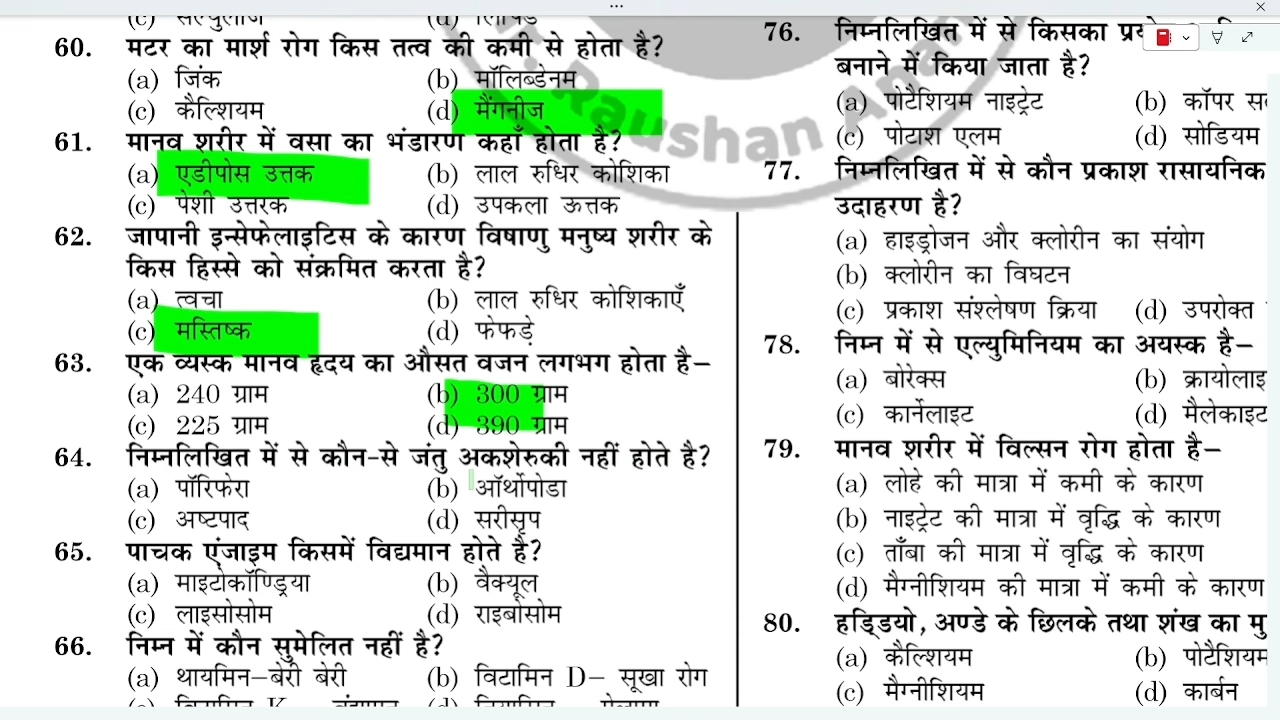 60. मटर का मार्श रोग किस तत्व की कमी से होता है?
(a) जिंक (b) मॉलिब्डेनम
(c) कैल्शियम (d) मैंगनीज
61. मानव शरीर में वसा का भंडारण कहाँ होता है?
(a) एडीपोस उत्तक (b) लाल रुधिर कोशिका
(c) पेशी उत्तरक (d) उपकला ऊत्तक
62. जापानी इन्सेफेलाइटिस के कारण विषाणु मनुष्य शरीर के
किस हिस्से को संक्रमित करता है?
(a) त्वचा (b) लाल रुधिर कोशिकाएँ
(c) मस्तिष्क (d) फेफड़े
63. एक व्यस्क मानव हृदय का औसत वजन लगभग होता है–
(a) 240 ग्राम (b) 300 ग्राम
(c) 225 ग्राम (d) 390 ग्राम
64. निम्नलिखित में से कौन-से जंतु अकशेरुकी नहीं होते है?
(a) पॉरिफेरा (b) ऑर्थोपोडा
(c) अष्टपाद (d) सरीसृप
65. पाचक एंजाइम किसमें विद्यमान होते है?
(a) माइटोकॉण्ड्रिया (b) वैक्यूल
(c) लाइसोसोम (d) राइबोसोम
66. निम्न में कौन सुमेलित नहीं है?
(a) थायमिन–बेरी बेरी (b) विटामिन D– सूखा रोग
76. निम्नलिखित में से किसका
बनाने में किया जाता है?
(a) पोटैशियम नाइट्रेट (b) कॉपर
(c) पोटाश एलम (d) सोडियम
77. निम्नलिखित में से कौन प्रकाश रासायनिक
उदाहरण है?
(a) हाइड्रोजन और क्लोरीन का संयोग
(b) क्लोरीन का विघटन
(c) प्रकाश संश्लेषण क्रिया (d) उपरोक्त
78. निम्न में से एल्युमिनियम का अयस्क है–
(a) बोरेक्स (b) क्रायोलाइ
(c) कार्नेलाइट (d) मैलेकाइट
79. मानव शरीर में विल्सन रोग होता है–
(a) लोहे की मात्रा में कमी के कारण
(b) नाइट्रेट की मात्रा में वृद्धि के कारण
(c) ताँबा की मात्रा में वृद्धि के कारण
(d) मैग्नीशियम की मात्रा में कमी के कारण
80. हड्डियो, अण्डे के छिलके तथा शंख का मु
(a) कैल्शियम (b) पोटैशियम
(c) मैग्नीशियम (d) कार्बन
Raushan Anan